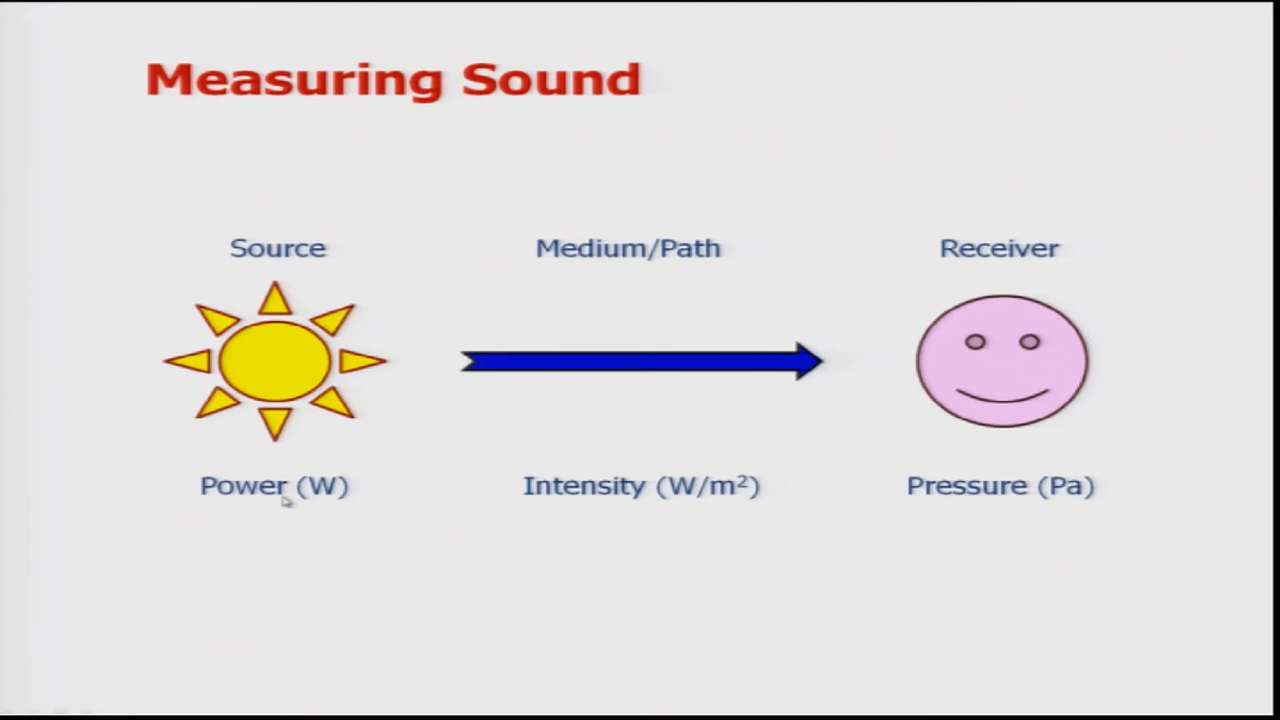 Measuring Sound
Source
Medium/Path
Receiver
Power (W)
Intensity (W/m²)
Pressure (Pa)